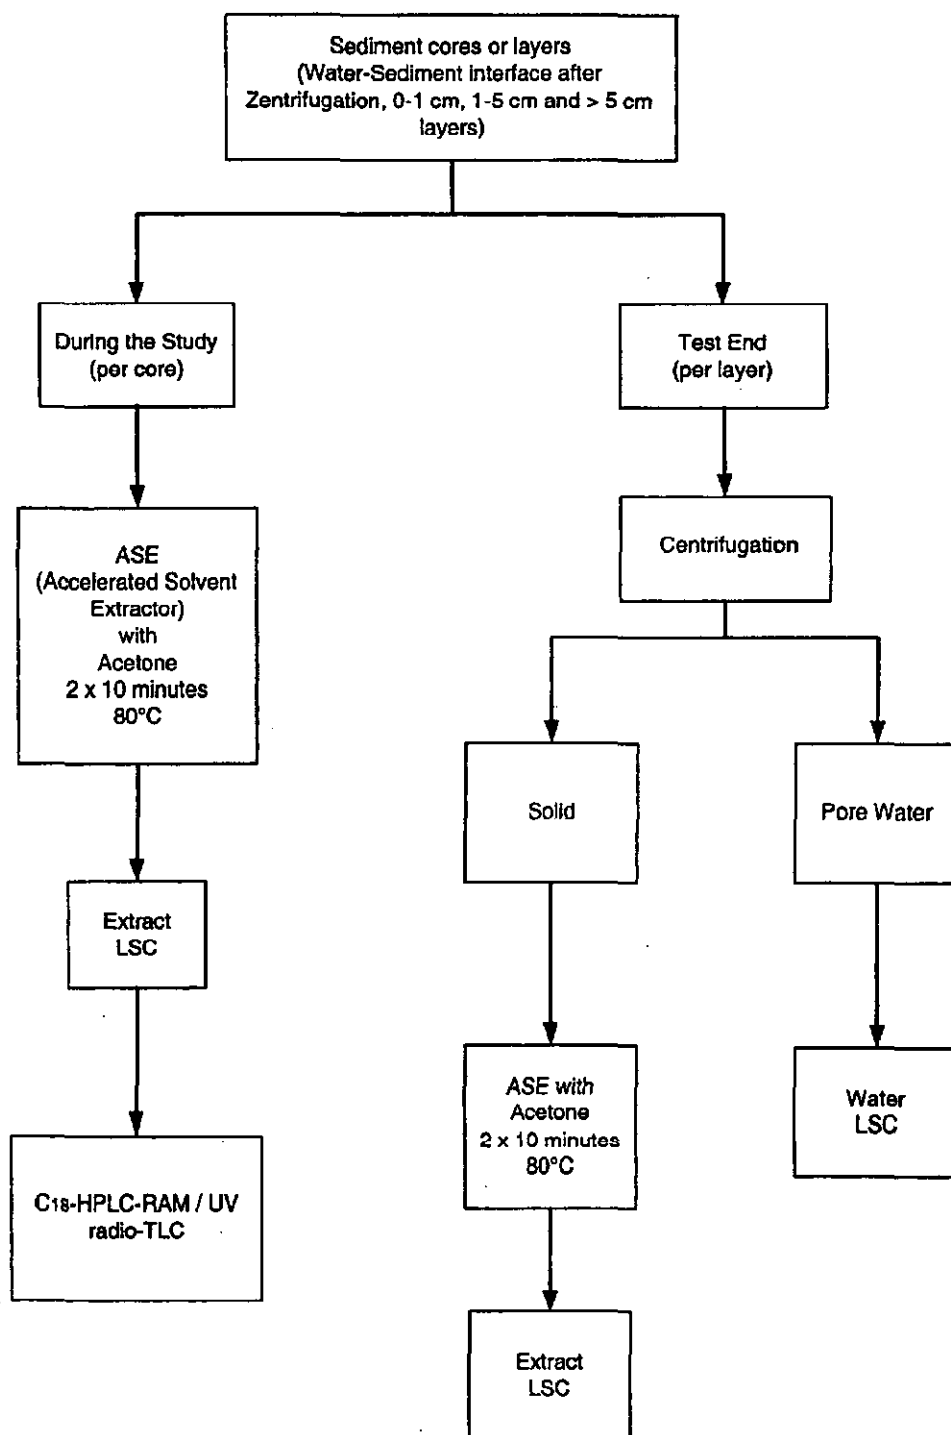 Sediment cores or layers
(Water-Sediment interface after
Zentrifugation, 0-1 cm, 1-5 cm and > 5 cm
layers)
During the Study
(per core)
Test End
(per layer)
ASE
(Accelerated Solvent
Extractor)
with
Acetone
2 x 10 minutes
80°C
Centrifugation
Solid
Pore Water
Extract
LSC
ASE with
Acetone
2 x 10 minutes
80°C
Water
LSC
C18-HPLC-RAM / UV
radio-TLC
Extract
LSC